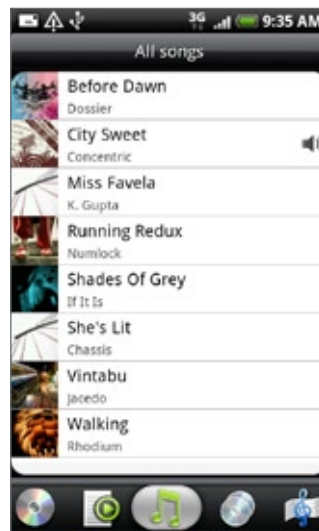 3G 9:35 AM
All songs
Before Dawn
Dossier
City Sweet
Concentric
Miss Favela
K. Gupta
Running Redux
Numlock
Shades Of Grey
If It Is
She's Lit
Chassis
Vintabu
Jacedo
Walking
Rhodium